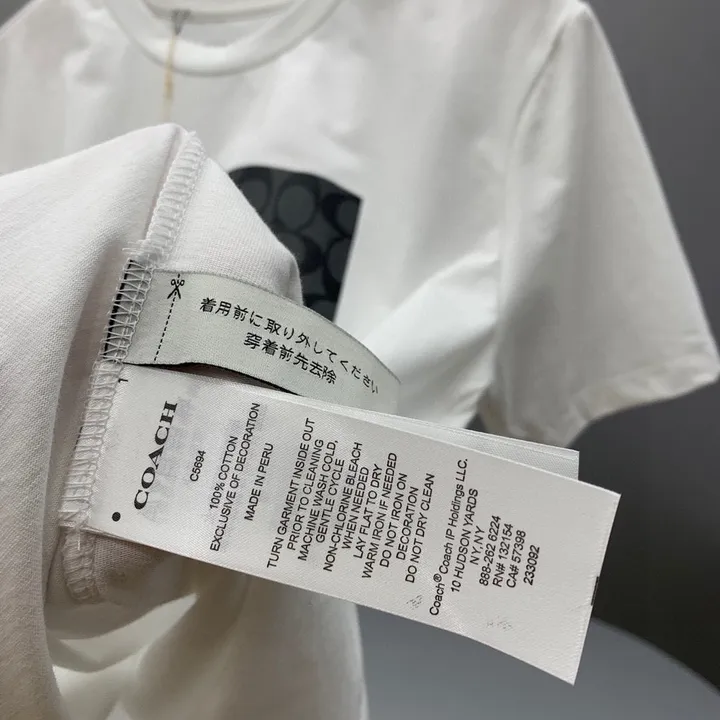 着用前に取り外してください
穿着前先去除
COACH
C5694
100% COTTON
EXCLUSIVE OF DECORATION
MADE IN PERU
TURN GARMENT INSIDE OUT
PRIOR TO CLEANING
MACHINE WASH COLD,
GENTLE CYCLE
NON-CHLORINE BLEACH
WHEN NEEDED
LAY FLAT TO DRY
WARM IRON IF NEEDED
DO NOT IRON ON
DECORATION
DO NOT DRY CLEAN
Coach®Coach IP Holdings LLC.
10 HUDSON YARDS
NY,NY
888-262 6224
RN# 132154
CA# 57398
233092
1